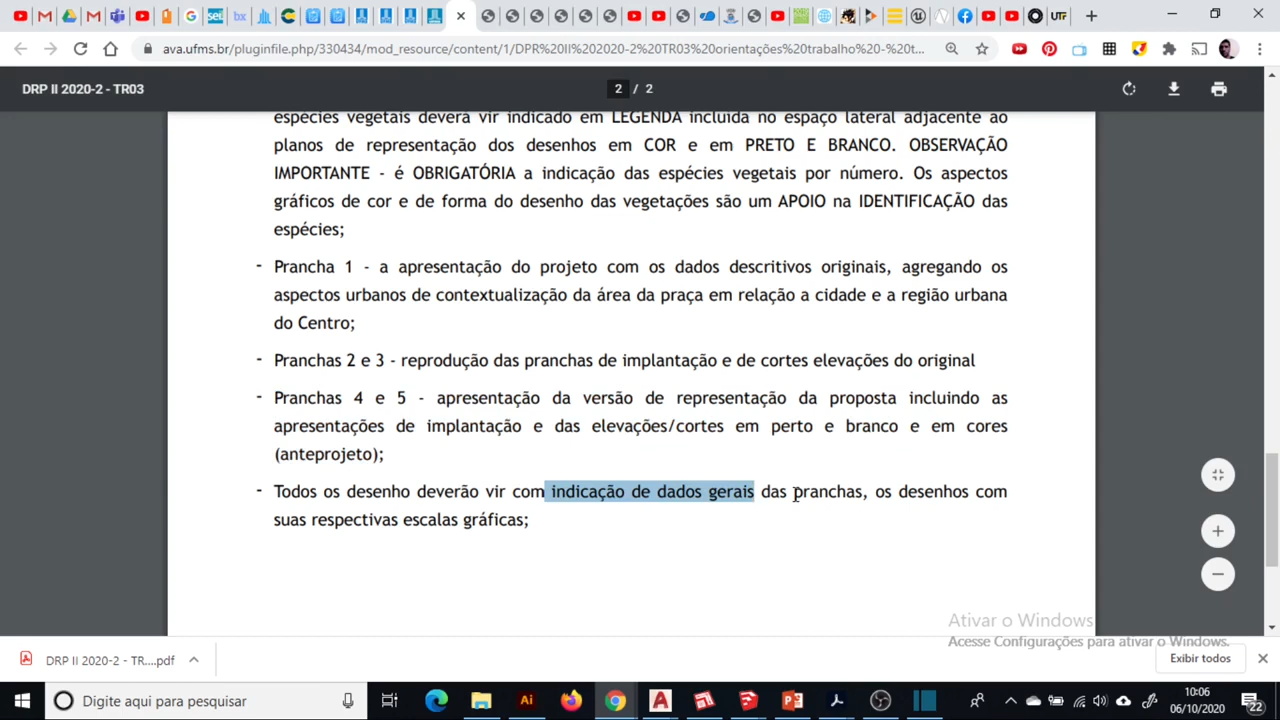 ava.ufms.br/pluginfile.php/330434/mod_resource/content/1/DPR%20II%202020-2%20TR03%20orientações%20trabalho%20-%20t...
DRP II 2020-2 - TR03
2 / 2
espécies vegetais deverá vir indicado em LEGENDA incluída no espaço lateral adjacente ao
planos de representação dos desenhos em COR e em PRETO E BRANCO. OBSERVAÇÃO
IMPORTANTE - é OBRIGATÓRIA a indicação das espécies vegetais por número. Os aspectos
gráficos de cor e de forma do desenho das vegetações são um APOIO na IDENTIFICAÇÃO das
espécies;
- Prancha 1 - a apresentação do projeto com os dados descritivos originais, agregando os
aspectos urbanos de contextualização da área da praça em relação a cidade e a região urbana
do Centro;
- Pranchas 2 e 3 - reprodução das pranchas de implantação e de cortes elevações do original
- Pranchas 4 e 5 - apresentação da versão de representação da proposta incluindo as
apresentações de implantação e das elevações/cortes em perto e branco e em cores
(anteprojeto);
- Todos os desenho deverão vir com indicação de dados gerais das pranchas, os desenhos com
suas respectivas escalas gráficas;
Ativar o Windows
Acesse Configurações para ativar o Windows.
DRP II 2020-2 - TR....pdf
Exibir todos
Digite aqui para pesquisar
10:06
06/10/2020
22